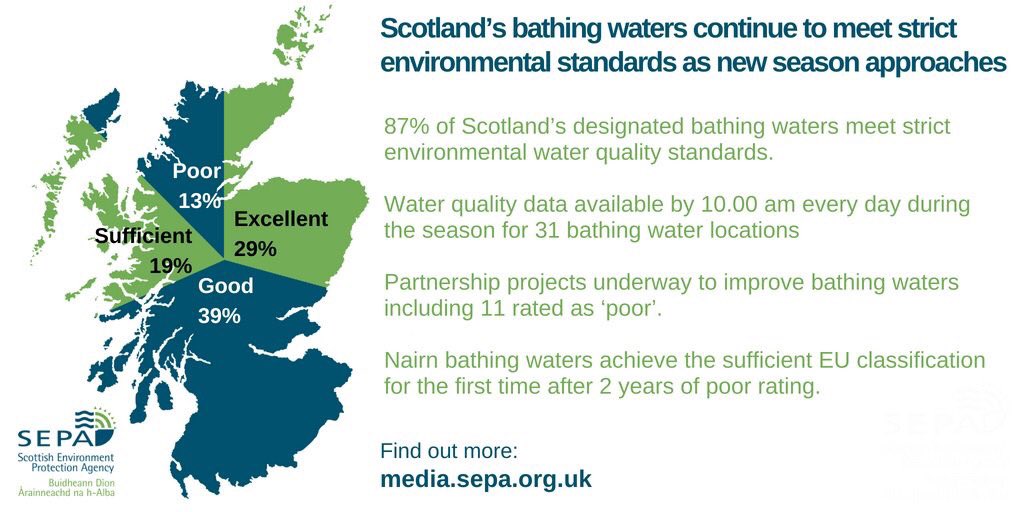 Scotland’s bathing waters continue to meet strict
environmental standards as new season approaches
87% of Scotland’s designated bathing waters meet strict
environmental water quality standards.
Water quality data available by 10.00 am every day during
the season for 31 bathing water locations
Partnership projects underway to improve bathing waters
including 11 rated as ‘poor’.
Nairn bathing waters achieve the sufficient EU classification
for the first time after 2 years of poor rating.
Find out more:
media.sepa.org.uk
Poor
13%
Excellent
29%
Sufficient
19%
Good
39%
SEPA
Scottish Environment
Protection Agency
Buidheann Dìon
Àrainneachd na h-Alba